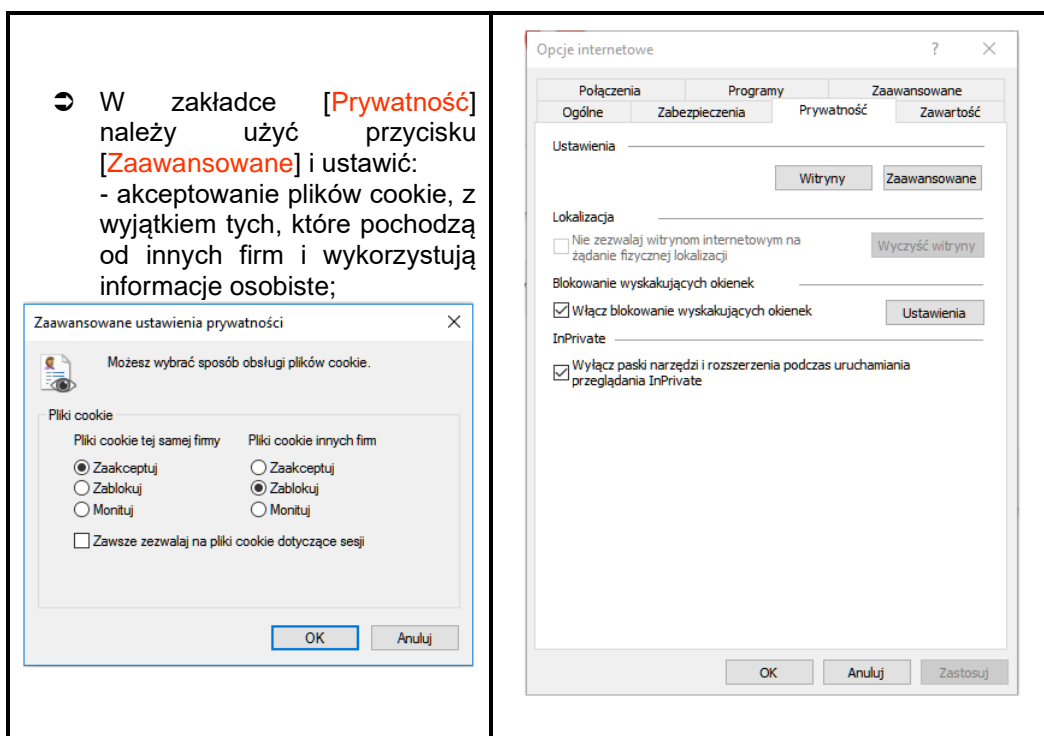 ➲ W zakładce [Prywatność]
należy użyć przycisku
[Zaawansowane] i ustawić:
- akceptowanie plików cookie, z
wyjątkiem tych, które pochodzą
od innych firm i wykorzystują
informacje osobiste;
Zaawansowane ustawienia prywatności
Możesz wybrać sposób obsługi plików cookie.
Pliki cookie
Pliki cookie tej samej firmy Pliki cookie innych firm
Zaakceptuj Zaakceptuj
Zablokuj Zablokuj
Monituj Monituj
Zawsze zezwalaj na pliki cookie dotyczące sesji
OK Anuluj
Opcje internetowe ?
Połączenia Programy Zaawansowane
Ogólne Zabezpieczenia Prywatność Zawartość
Ustawienia
Witryny Zaawansowane
Lokalizacja
Nie zezwalaj witrynom internetowym na
żądanie fizycznej lokalizacji
Wyczyść witryny
Blokowanie wyskakujących okienek
Włącz blokowanie wyskakujących okienek Ustawienia
InPrivate
Wyłącz paski narzędzi i rozszerzenia podczas uruchamiania
przeglądania InPrivate
OK Anuluj Zastosuj